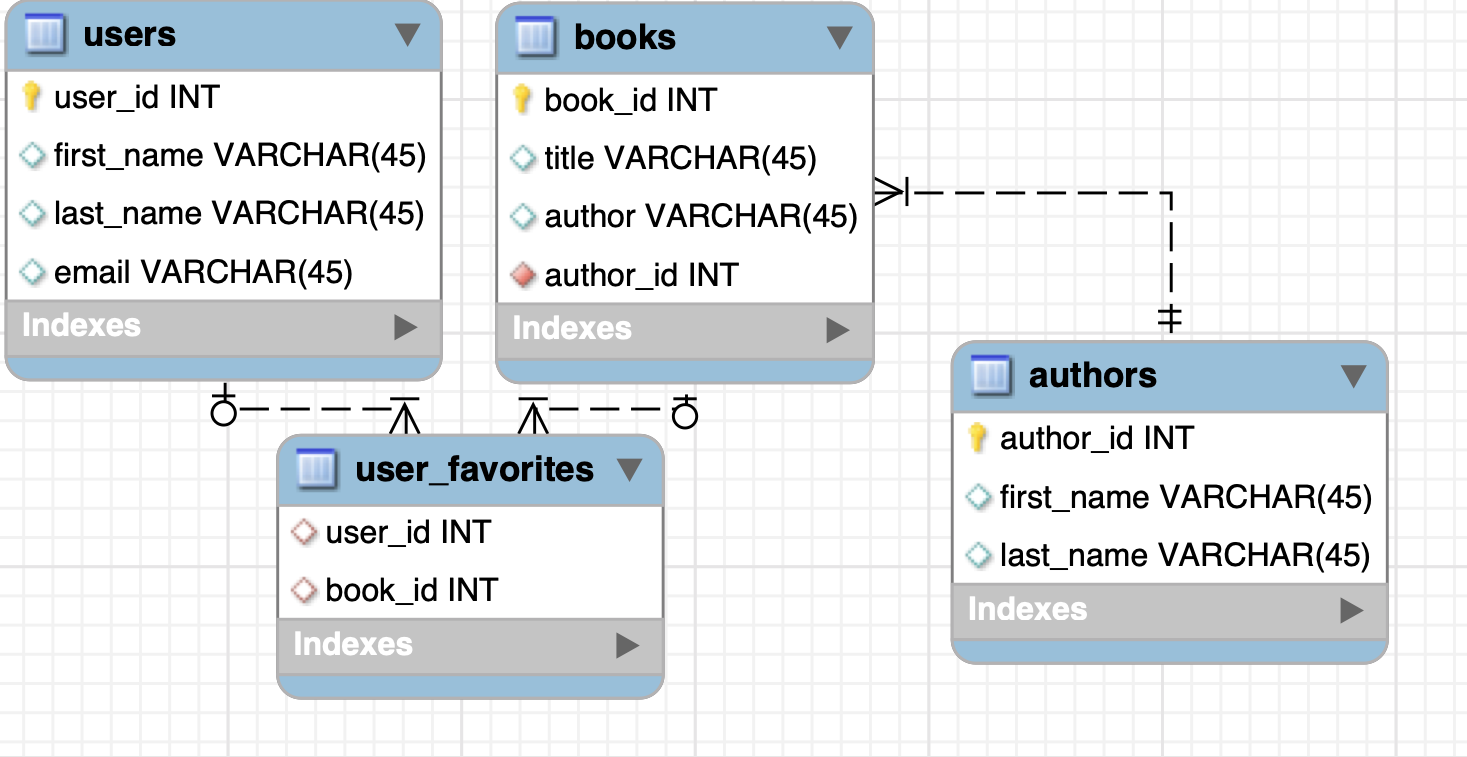 users
user_id INT
first_name VARCHAR(45)
last_name VARCHAR(45)
email VARCHAR(45)
Indexes
books
book_id INT
title VARCHAR(45)
author VARCHAR(45)
author_id INT
Indexes
user_favorites
user_id INT
book_id INT
Indexes
authors
author_id INT
first_name VARCHAR(45)
last_name VARCHAR(45)
Indexes